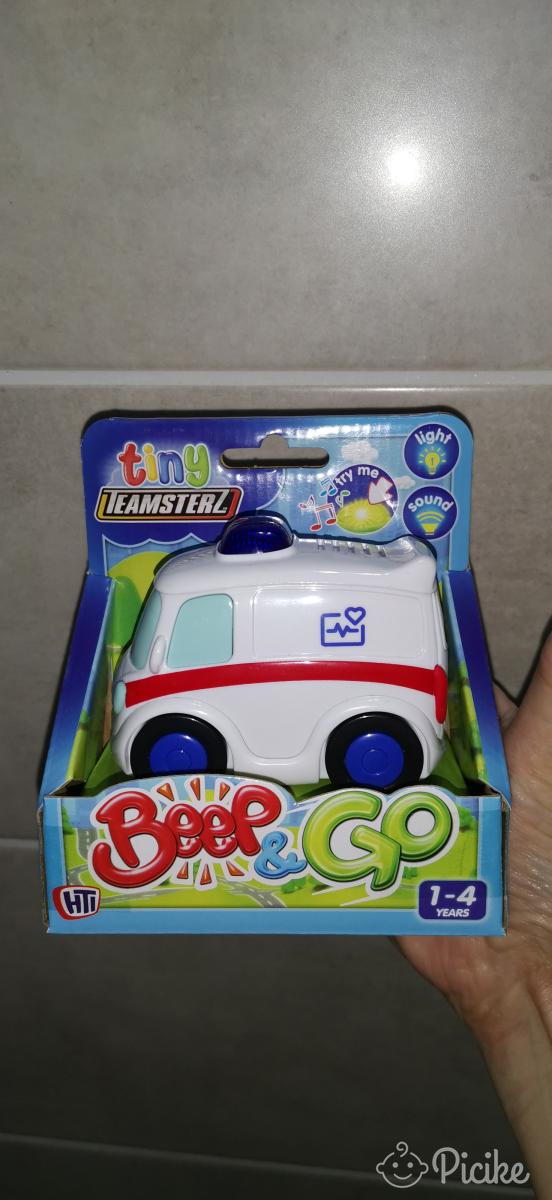 tiny
TEAMSTERZ
try me
light
sound
Beep & Go
HTI
1-4
YEARS
Picike